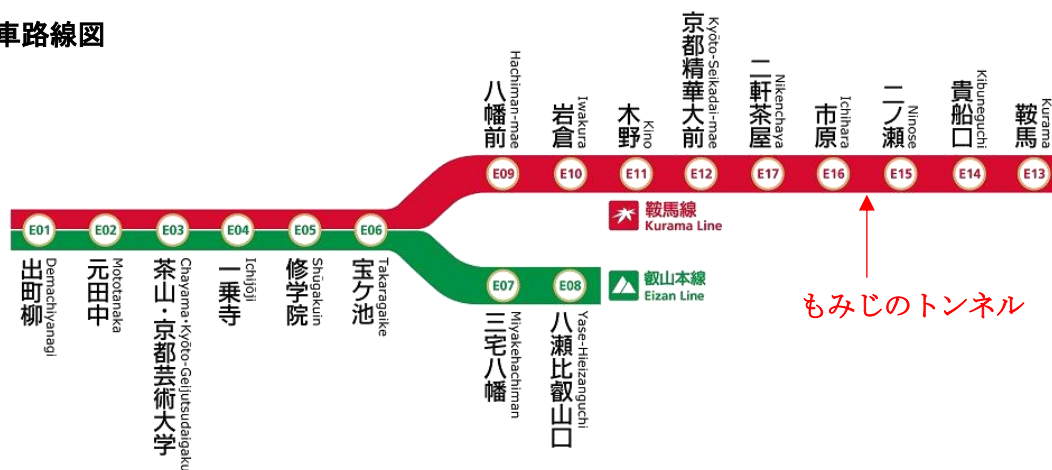 車路線図
Hachiman-mae
八幡前
Iwakura
岩倉
Kino
木野
Kyōto-Seikadai-mae
京都精華大前
Nikenchaya
二軒茶屋
Ichihara
市原
Ninose
二ノ瀬
Kibuneguchi
貴船口
Kurama
鞍馬
E09
E10
E11
E12
E17
E16
E15
E14
E13
鞍馬線
Kurama Line
E01
E02
E03
E04
E05
E06
Demachiyanagi
出町柳
Mototanaka
元田中
Chayama・Kyōto-Geijutsudaigaku
茶山・京都芸術大学
Ichijōji
一乗寺
Shūgakuin
修学院
Takaragaike
宝ケ池
E07
E08
叡山本線
Eizan Line
Miyakehachiman
三宅八幡
Yase-Hieizanguchi
八瀬比叡山口
もみじのトンネル